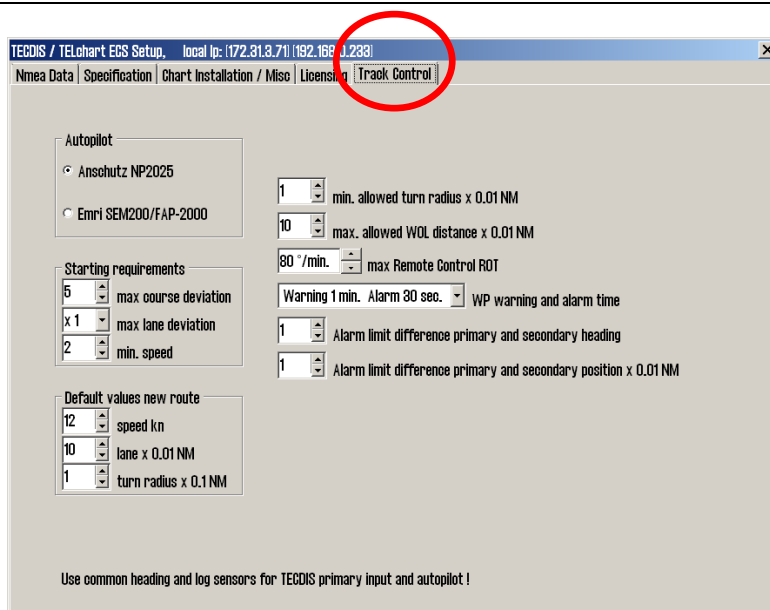 TECDIS / TELchart ECS Setup, local Ip: [172.31.3.71] [192.168.0.233]
Nmea Data Specification Chart Installation / Misc Licensing Track Control
Autopilot
Anschutz NP2025
Emri SEM200/FAP-2000
1 min. allowed turn radius x 0.01 NM
10 max. allowed WOL distance x 0.01 NM
80 °/min. max Remote Control ROT
Warning 1 min. Alarm 30 sec. WP warning and alarm time
1 Alarm limit difference primary and secondary heading
1 Alarm limit difference primary and secondary position x 0.01 NM
Starting requirements
5 max course deviation
x 1 max lane deviation
2 min. speed
Default values new route
12 speed kn
10 lane x 0.01 NM
1 turn radius x 0.1 NM
Use common heading and log sensors for TECDIS primary input and autopilot !